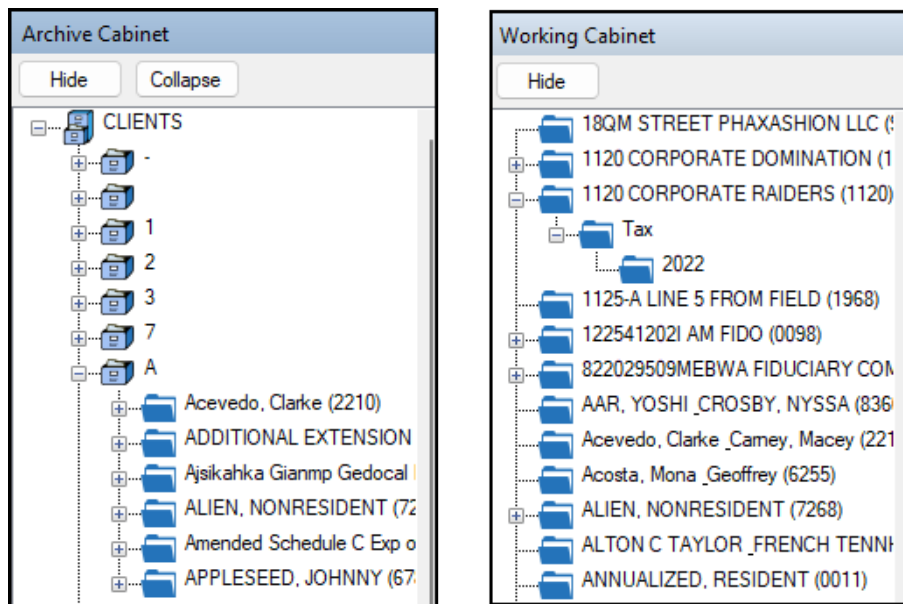 Archive Cabinet
Hide Collapse
CLIENTS
-
1
2
3
7
A
Acevedo, Clarke (2210)
ADDITIONAL EXTENSION
Ajsikahka Gianmp Gedocal
ALIEN, NONRESIDENT (72
Amended Schedule C Exp o
APPLESEED, JOHNNY (67
Working Cabinet
Hide
18QM STREET PHAXASHION LLC (
1120 CORPORATE DOMINATION (1
1120 CORPORATE RAIDERS (1120)
Tax
2022
1125-A LINE 5 FROM FIELD (1968)
122541202I AM FIDO (0098)
822029509MEBWA FIDUCIARY COM
AAR, YOSHI _CROSBY, NYSSA (836
Acevedo, Clarke _Carney, Macey (221
Acosta, Mona _Geoffrey (6255)
ALIEN, NONRESIDENT (7268)
ALTON C TAYLOR _FRENCH TENNH
ANNUALIZED, RESIDENT (0011)